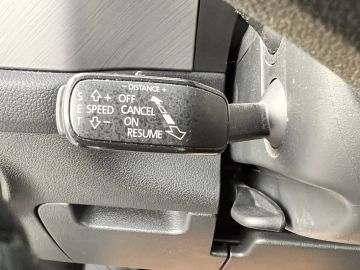 - DISTANCE +
S ⇧+ OFF
E SPEED CANCEL
T ⇩- ON
RESUME